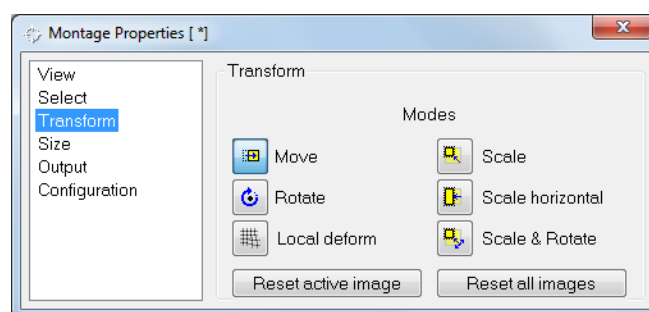 Montage Properties [ *]
View
Select
Transform
Size
Output
Configuration
Transform
Modes
Move
Scale
Rotate
Scale horizontal
Local deform
Scale & Rotate
Reset active image
Reset all images